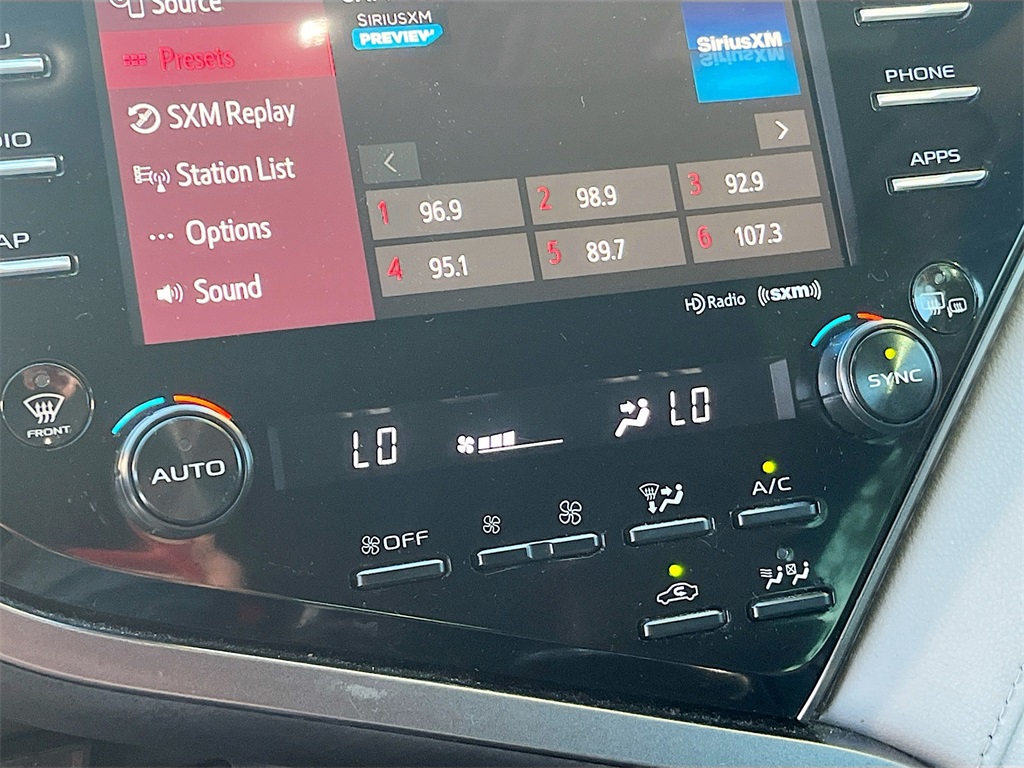 Source
SIRIUSXM
PREVIEW
SiriusXM
Presets
PHONE
SXM Replay
APPS
Station List
1 96.9
2 98.9
3 92.9
Options
4 95.1
5 89.7
6 107.3
Sound
HD Radio
((sxm))
FRONT
AUTO
LO
LO
SYNC
OFF
A/C